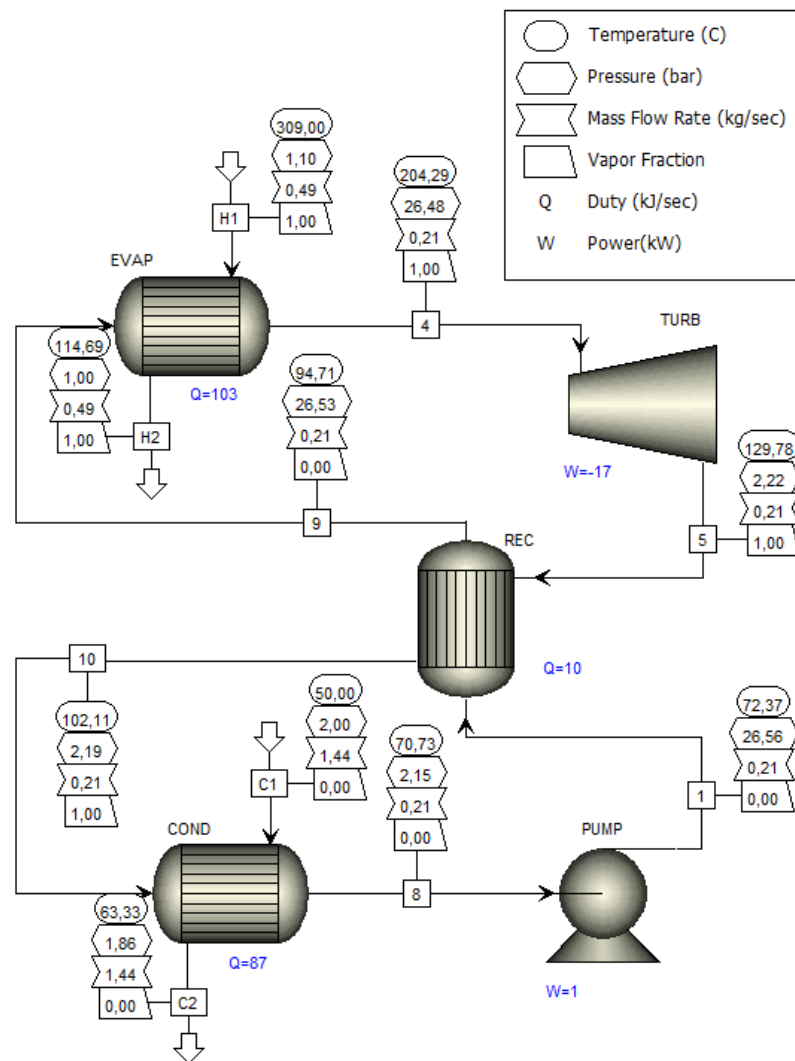 Temperature (C)
Pressure (bar)
Mass Flow Rate (kg/sec)
Vapor Fraction
Q Duty (kJ/sec)
W Power(kW)
309,00
1,10
0,49
1,00
H1
204,29
26,48
0,21
1,00
4
EVAP
Q=103
114,69
1,00
0,49
1,00
H2
94,71
26,53
0,21
0,00
9
TURB
W=-17
129,78
2,22
0,21
1,00
5
REC
Q=10
10
102,11
2,19
0,21
1,00
50,00
2,00
1,44
0,00
C1
70,73
2,15
0,21
0,00
8
72,37
26,56
0,21
0,00
1
COND
Q=87
63,33
1,86
1,44
0,00
C2
PUMP
W=1